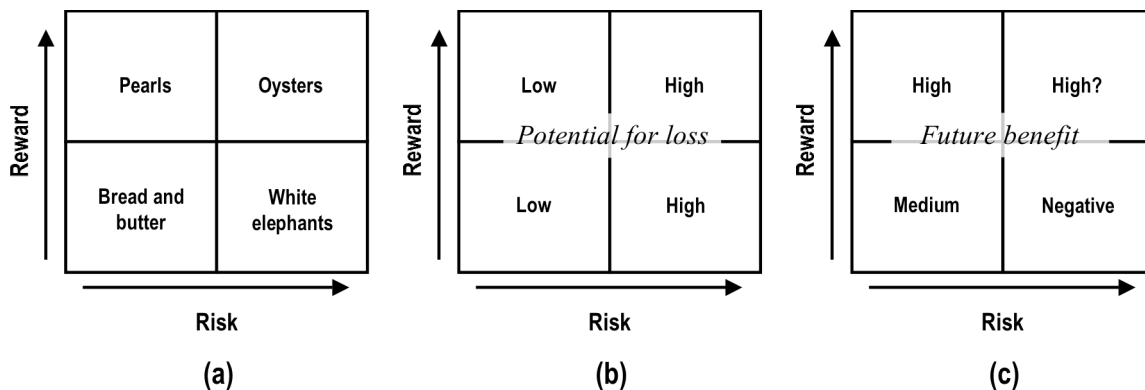 Reward
Pearls
Oysters
Bread and
butter
White
elephants
Risk
(a)
Reward
Low
High
Potential for loss
Low
High
Risk
(b)
Reward
High
High?
Future benefit
Medium
Negative
Risk
(c)